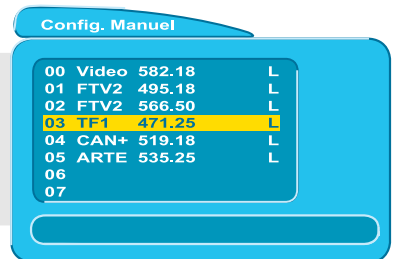 Config. Manuel
00 Video 582.18 L
01 FTV2 495.18 L
02 FTV2 566.50 L
03 TF1 471.25 L
04 CAN+ 519.18 L
05 ARTE 535.25 L
06
07